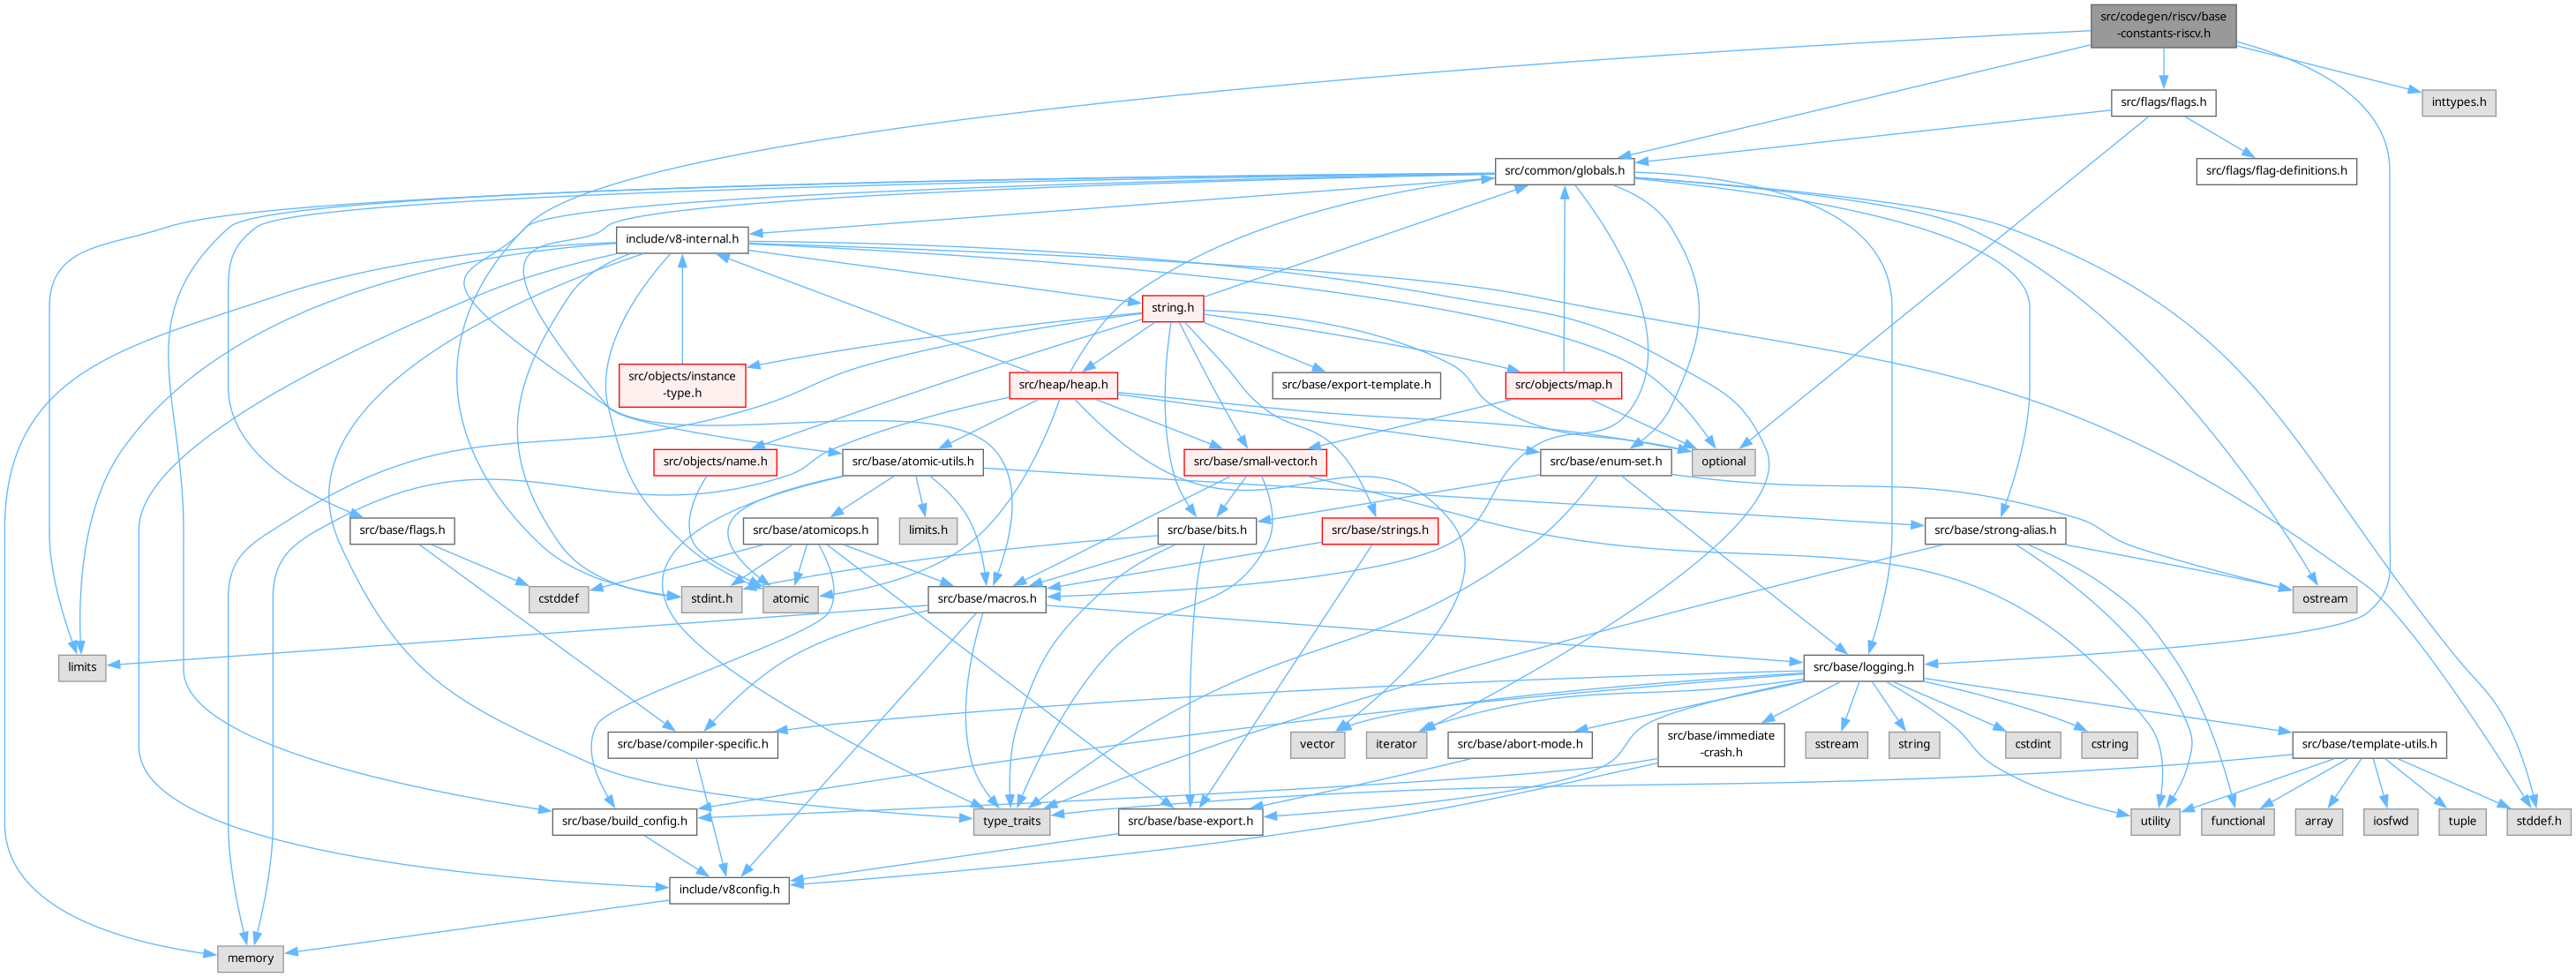 src/codegen/riscv/base
-constants-riscv.h
src/flags/flags.h
inttypes.h
src/common/globals.h
src/flags/flag-definitions.h
include/v8-internal.h
string.h
src/objects/instance
-type.h
src/heap/heap.h
src/base/export-template.h
src/objects/map.h
src/objects/name.h
src/base/atomic-utils.h
src/base/small-vector.h
src/base/enum-set.h
optional
src/base/flags.h
src/base/atomicops.h
limits.h
src/base/bits.h
src/base/strings.h
src/base/strong-alias.h
cstddef
stdint.h
atomic
src/base/macros.h
ostream
limits
src/base/logging.h
src/base/compiler-specific.h
vector
iterator
src/base/abort-mode.h
src/base/immediate
-crash.h
sstream
string
cstdint
cstring
src/base/template-utils.h
src/base/build_config.h
type_traits
src/base/base-export.h
utility
functional
array
iosfwd
tuple
stddef.h
include/v8config.h
memory